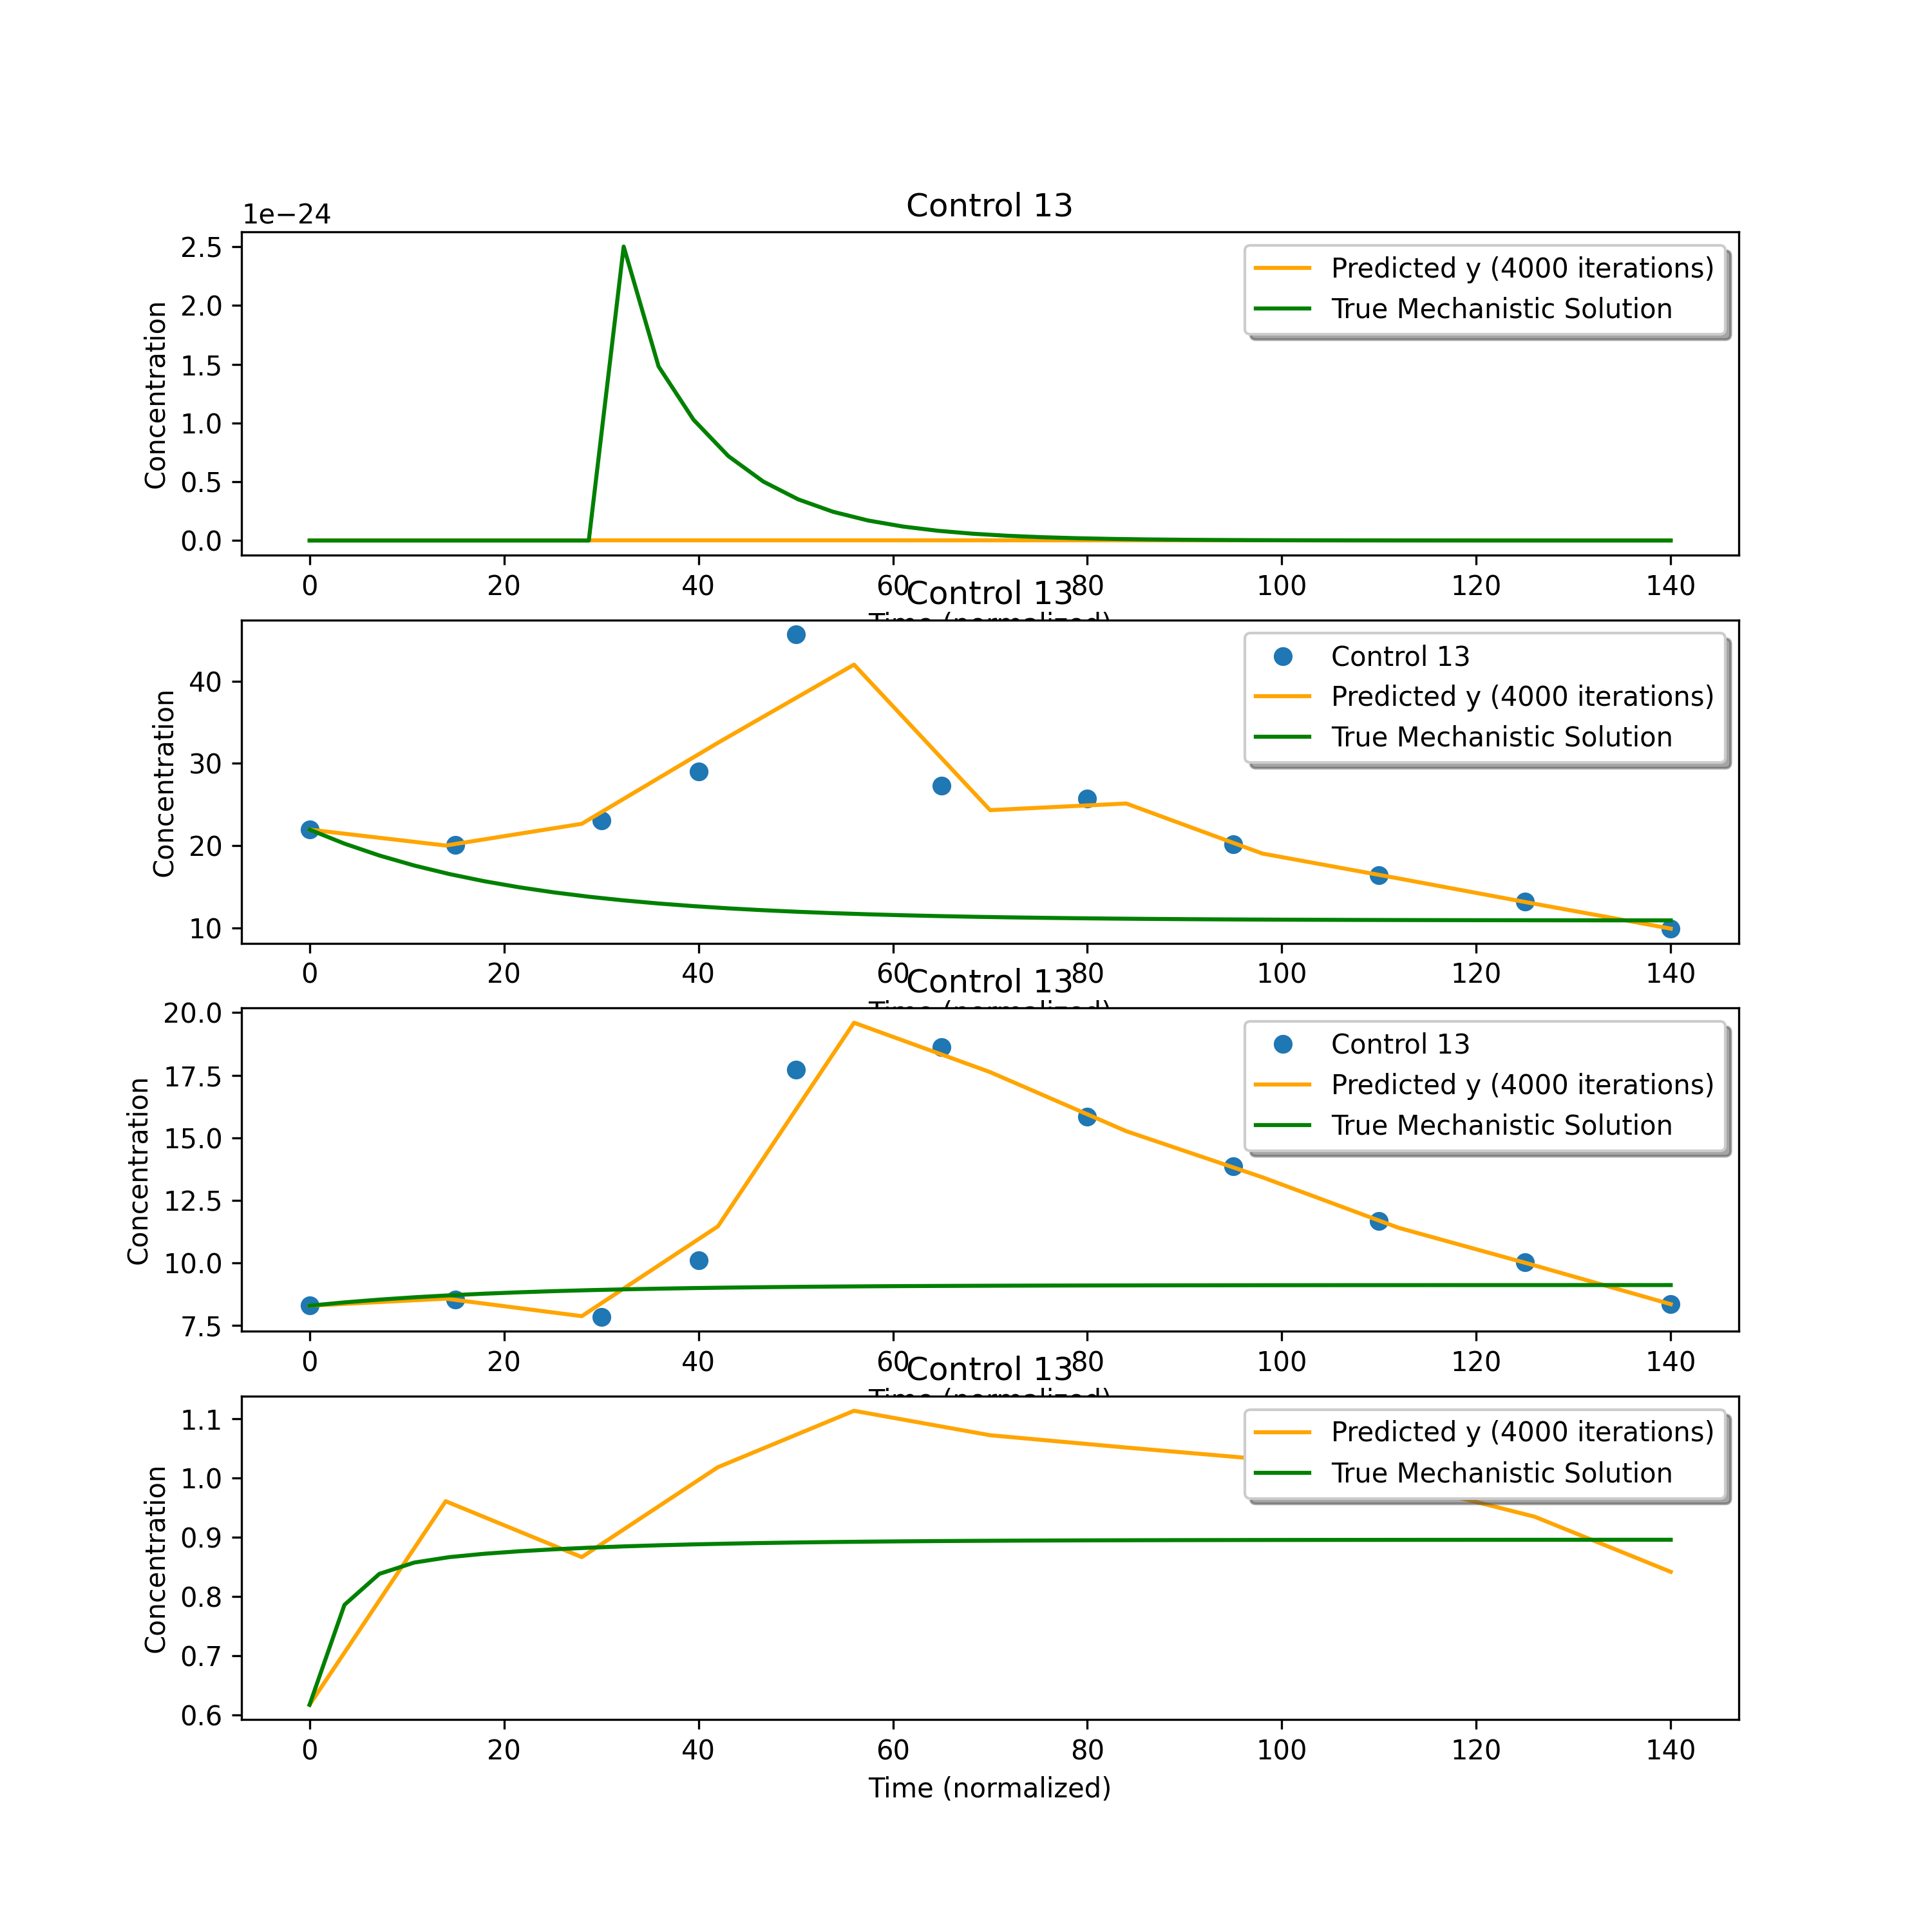 Control 13
1e−24
2.5
2.0
1.5
1.0
0.5
0.0
Concentration
Predicted y (4000 iterations)
True Mechanistic Solution
0 20 40 60 80 100 120 140
Control 13
Time (normalized)
40
30
20
10
Concentration
Control 13
Predicted y (4000 iterations)
True Mechanistic Solution
0 20 40 60 80 100 120 140
Control 13
Time (normalized)
20.0
17.5
15.0
12.5
10.0
7.5
Concentration
Control 13
Predicted y (4000 iterations)
True Mechanistic Solution
0 20 40 60 80 100 120 140
Control 13
Time (normalized)
1.1
1.0
0.9
0.8
0.7
0.6
Concentration
Predicted y (4000 iterations)
True Mechanistic Solution
0 20 40 60 80 100 120 140
Time (normalized)